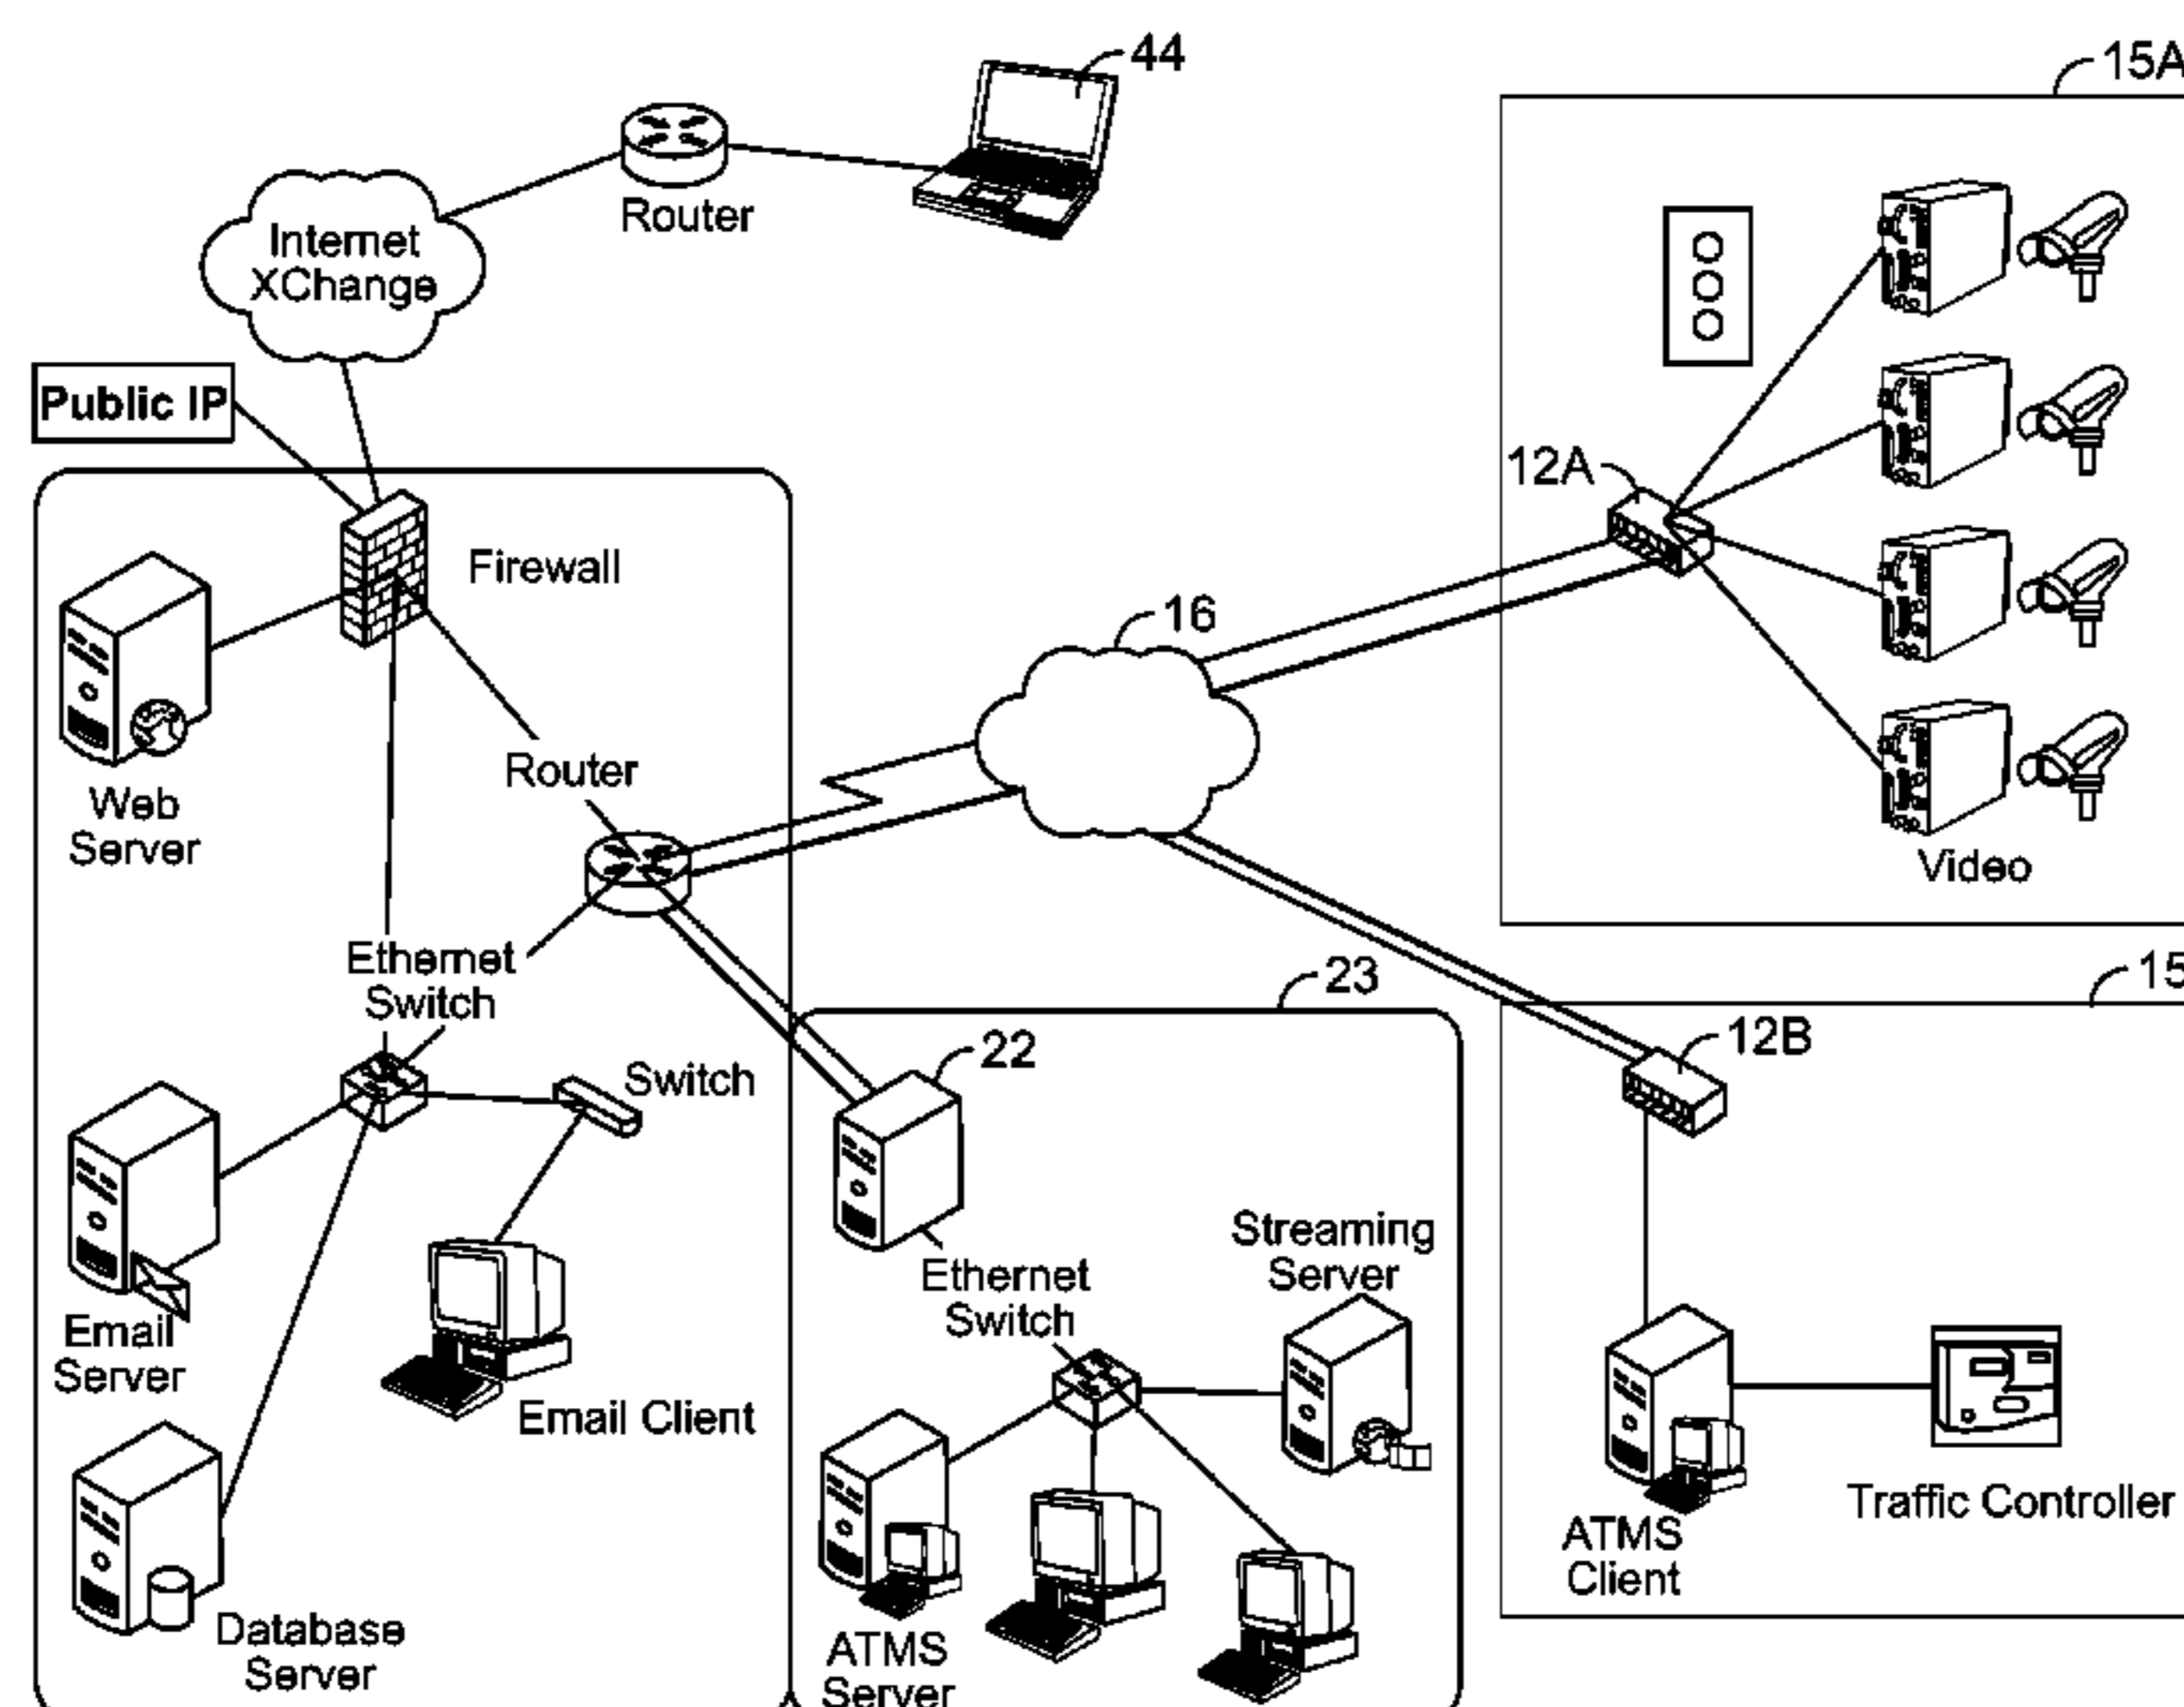 44
15A
Router
Internet
XChange
Public IP
12A
Firewall
16
Router
Web
Server
Video
Ethernet
Switch
23
15
12B
22
Switch
Streaming
Server
Ethernet
Switch
Email
Server
Email Client
Traffic Controller
ATMS
Client
Database
Server
ATMS
Server